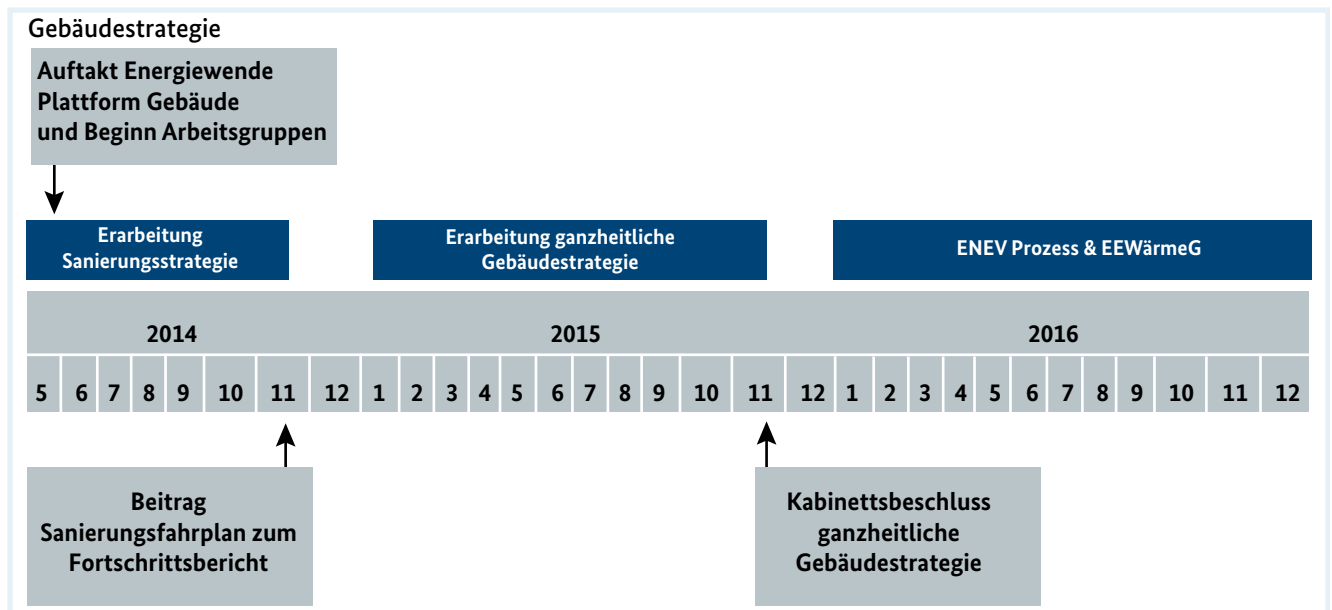 Gebäudestrategie
Auftakt Energiewende
Plattform Gebäude
und Beginn Arbeitsgruppen
Erarbeitung
Sanierungsstrategie
Erarbeitung ganzheitliche
Gebäudestrategie
ENEV Prozess & EEWärmeG
2014 2015 2016
5 6 7 8 9 10 11 12 1 2 3 4 5 6 7 8 9 10 11 12 1 2 3 4 5 6 7 8 9 10 11 12
Beitrag
Sanierungsfahrplan zum
Fortschrittsbericht
Kabinettsbeschluss
ganzheitliche
Gebäudestrategie